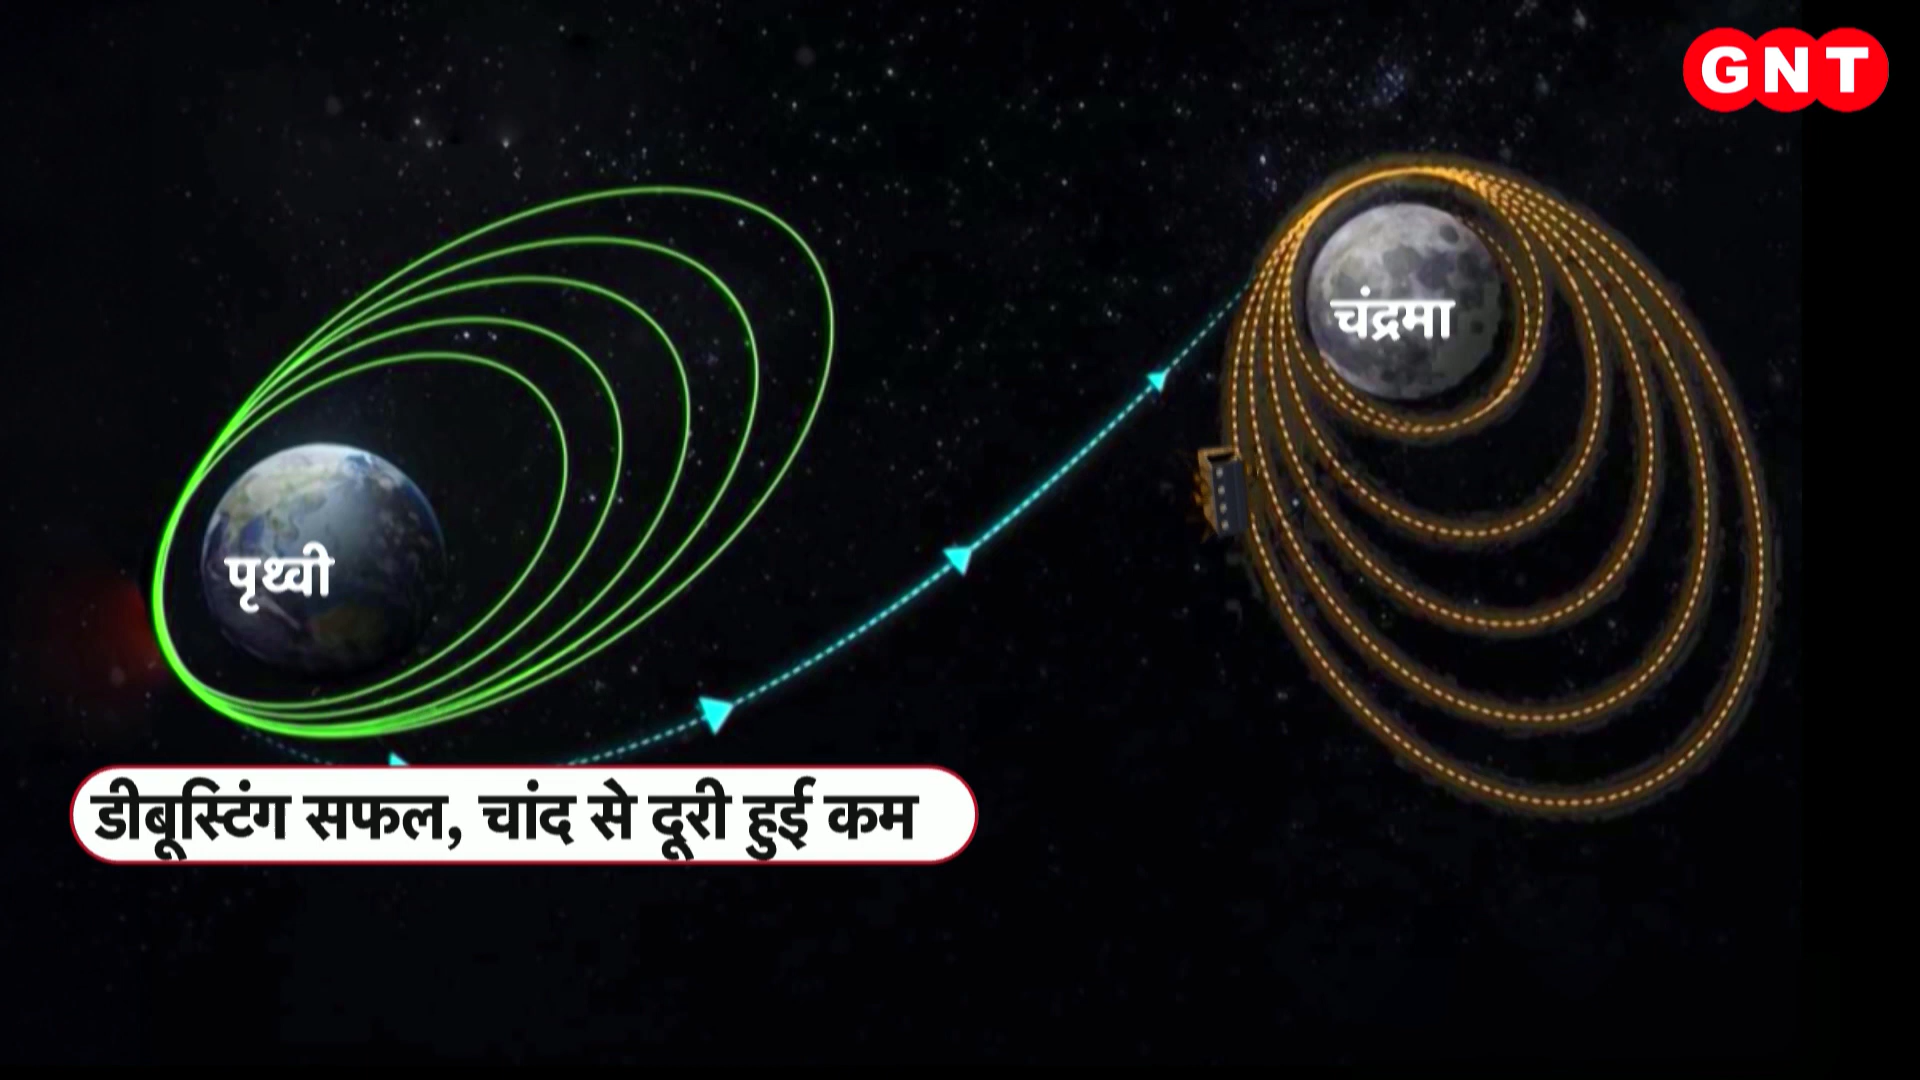 GNT
चंद्रमा
पृथ्वी
डीबूस्टिंग सफल, चांद से दूरी हुई कम